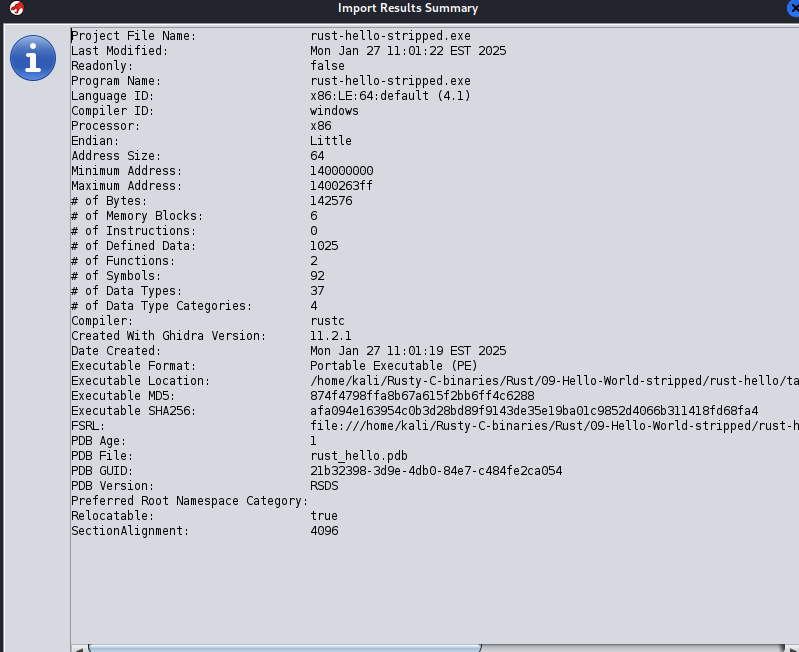 Import Results Summary
Project File Name: rust-hello-stripped.exe
Last Modified: Mon Jan 27 11:01:22 EST 2025
Readonly: false
Program Name: rust-hello-stripped.exe
Language ID: x86:LE:64:default (4.1)
Compiler ID: windows
Processor: x86
Endian: Little
Address Size: 64
Minimum Address: 140000000
Maximum Address: 1400263ff
# of Bytes: 142576
# of Memory Blocks: 6
# of Instructions: 0
# of Defined Data: 1025
# of Functions: 2
# of Symbols: 92
# of Data Types: 37
# of Data Type Categories: 4
Compiler: rustc
Created With Ghidra Version: 11.2.1
Date Created: Mon Jan 27 11:01:19 EST 2025
Executable Format: Portable Executable (PE)
Executable Location: /home/kali/Rusty-C-binaries/Rust/09-Hello-World-stripped/rust-hello/ta
Executable MD5: 874f4798ffa8b67a615f2bb6ff4c6288
Executable SHA256: afa094e163954c0b3d28bd89f9143de35e19ba01c9852d4066b311418fd68fa4
FSRL: file:///home/kali/Rusty-C-binaries/Rust/09-Hello-World-stripped/rust-h
PDB Age: 1
PDB File: rust_hello.pdb
PDB GUID: 21b32398-3d9e-4db0-84e7-c484fe2ca054
PDB Version: RSDS
Preferred Root Namespace Category:
Relocatable: true
SectionAlignment: 4096